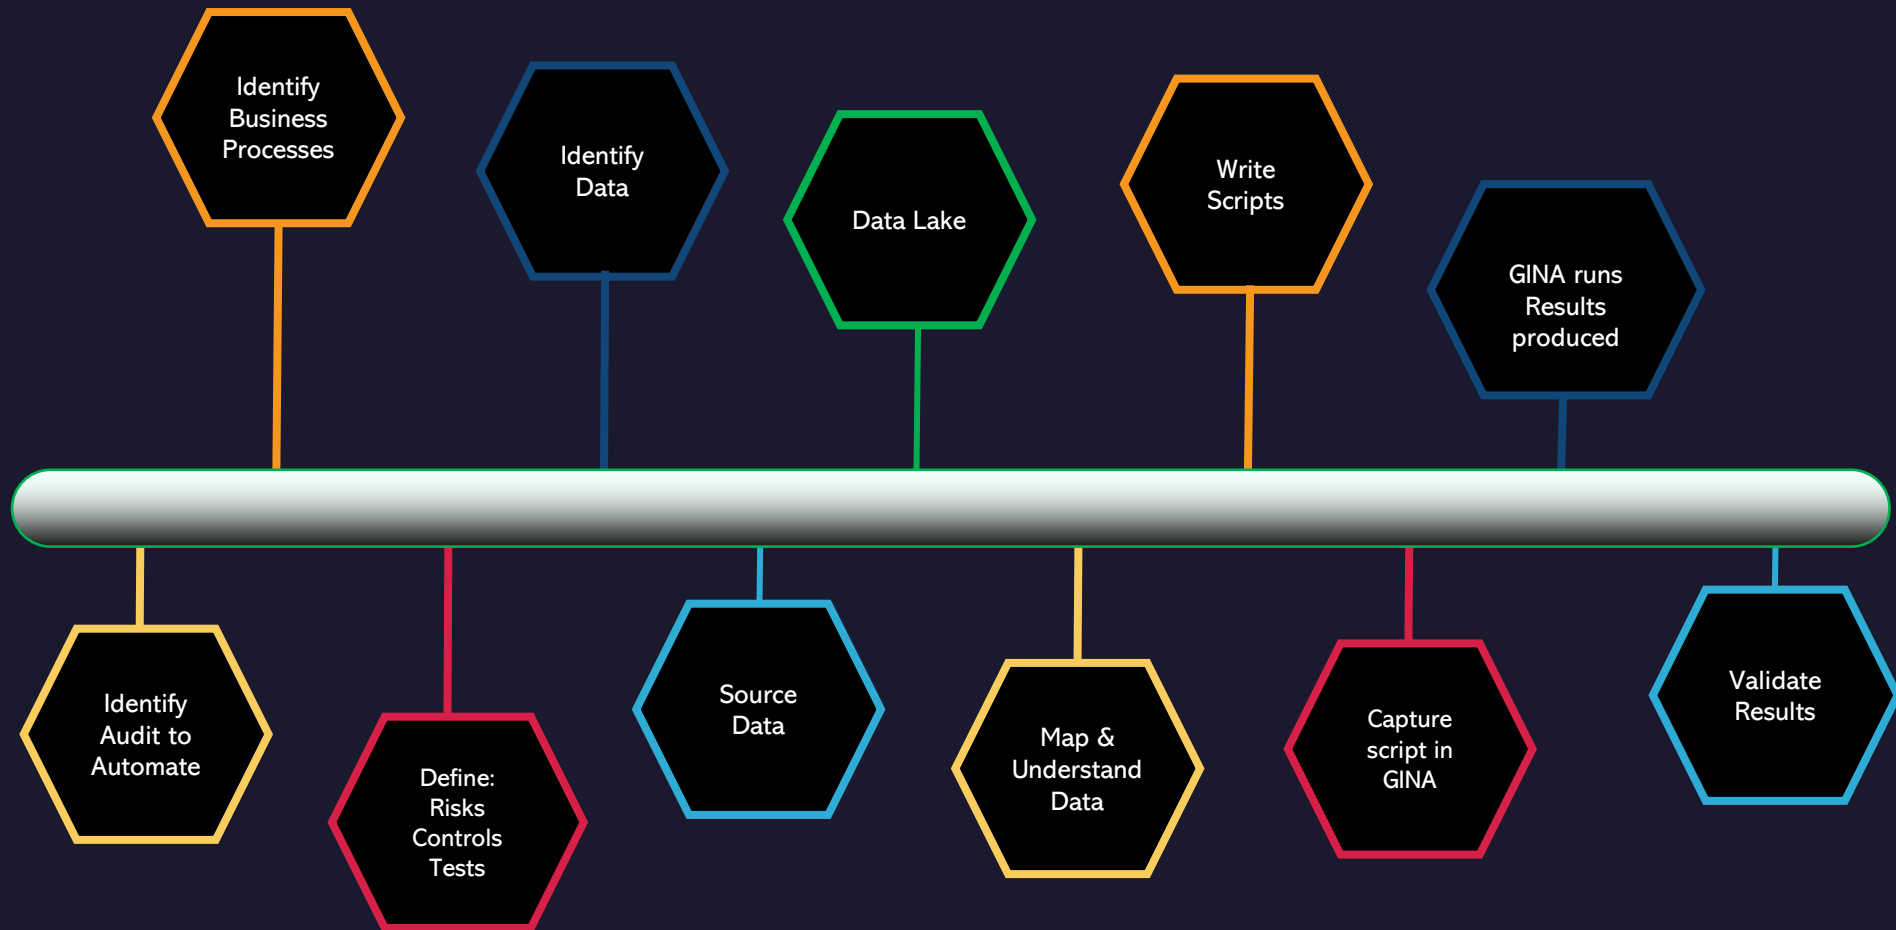 Identify
Business
Processes
Identify
Data
Data Lake
Write
Scripts
GINA runs
Results
produced
Identify
Audit to
Automate
Define:
Risks
Controls
Tests
Source
Data
Map &
Understand
Data
Capture
script in
GINA
Validate
Results